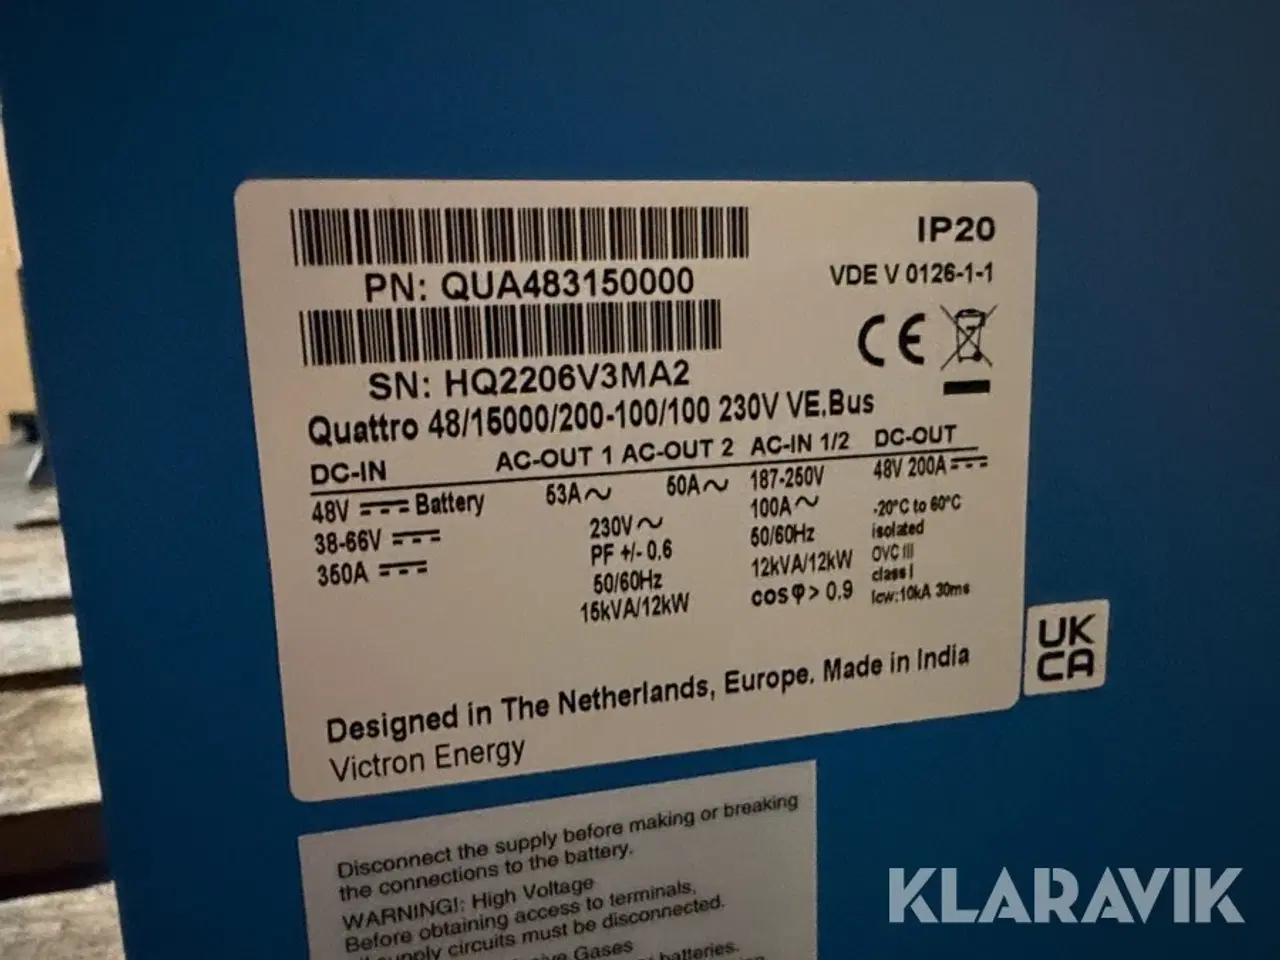 IP20
PN: QUA483150000
VDE V 0126-1-1
CE
SN: HQ2206V3MA2
Quattro 48/15000/200-100/100 230V VE.Bus
DC-IN AC-OUT 1 AC-OUT 2 AC-IN 1/2 DC-OUT
48V Battery 53A~ 50A~ 187-250V 48V 200A
38-66V 230V~ 100A~ -20°C to 60°C
350A PF +/- 0.6 50/60Hz isolated
50/60Hz 12kVA/12kW OVC III
15kVA/12kW cosφ> 0.9 class I
Icw:10kA 30ms
UK
CA
Designed in The Netherlands, Europe. Made in India
Victron Energy
Disconnect the supply before making or breaking
the connections to the battery.
WARNING!: High Voltage
Before obtaining access to terminals,
supply circuits must be disconnected.
Gases
batteries.
KLARAVIK